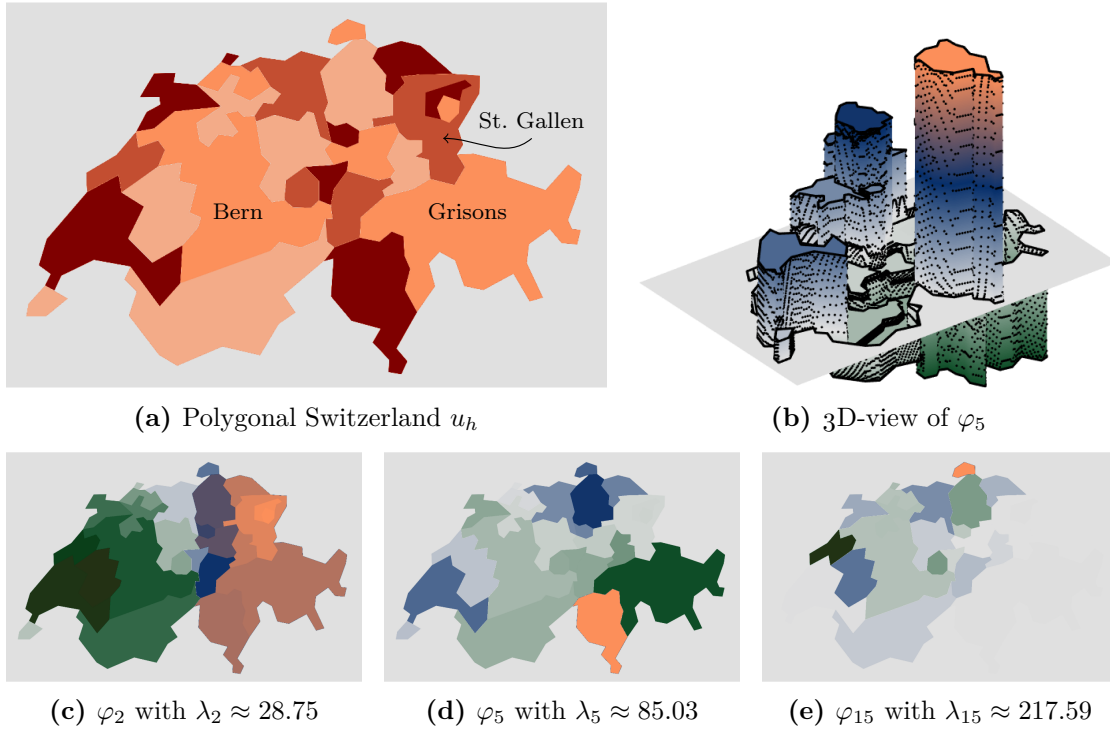 St. Gallen
Bern
Grisons
(a) Polygonal Switzerland $u_h$
(b) 3D-view of $\varphi_5$
(c) $\varphi_2$ with $\lambda_2 \approx 28.75$
(d) $\varphi_5$ with $\lambda_5 \approx 85.03$
(e) $\varphi_{15}$ with $\lambda_{15} \approx 217.59$